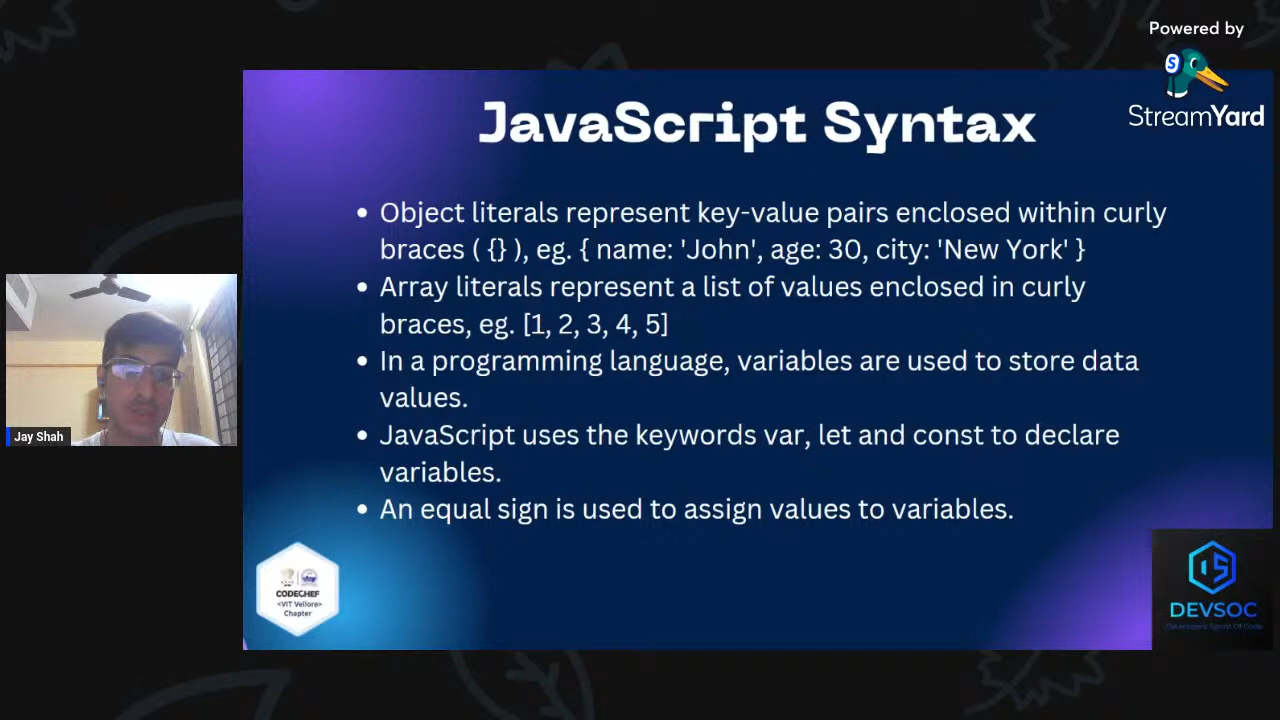 Powered by
StreamYard
JavaScript Syntax
• Object literals represent key-value pairs enclosed within curly
braces ( {} ), eg. { name: 'John', age: 30, city: 'New York' }
• Array literals represent a list of values enclosed in curly
braces, eg. [1, 2, 3, 4, 5]
• In a programming language, variables are used to store data
values.
• JavaScript uses the keywords var, let and const to declare
variables.
• An equal sign is used to assign values to variables.
Jay Shah
CODECHEF
<VIT Vellore>
Chapter
DEVSOC